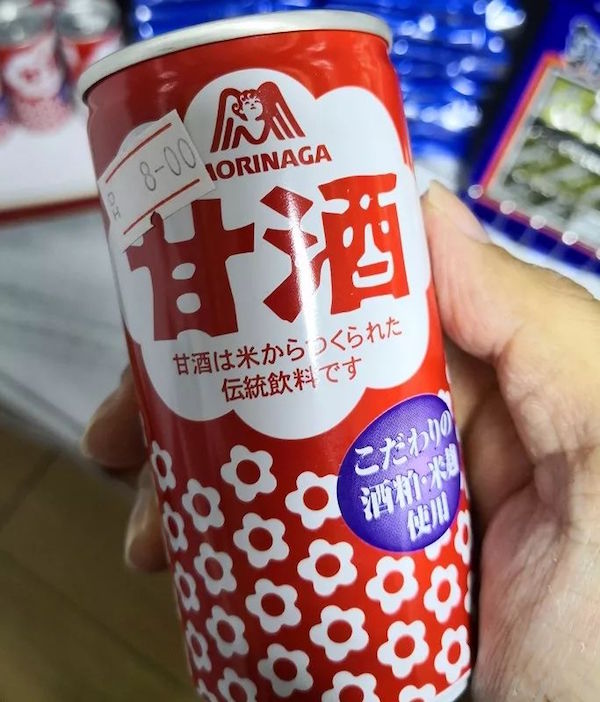 8-00
MORINAGA
甘酒
甘酒は米からつくられた
伝統飲料です
こだわりの
酒粕・米麹
使用